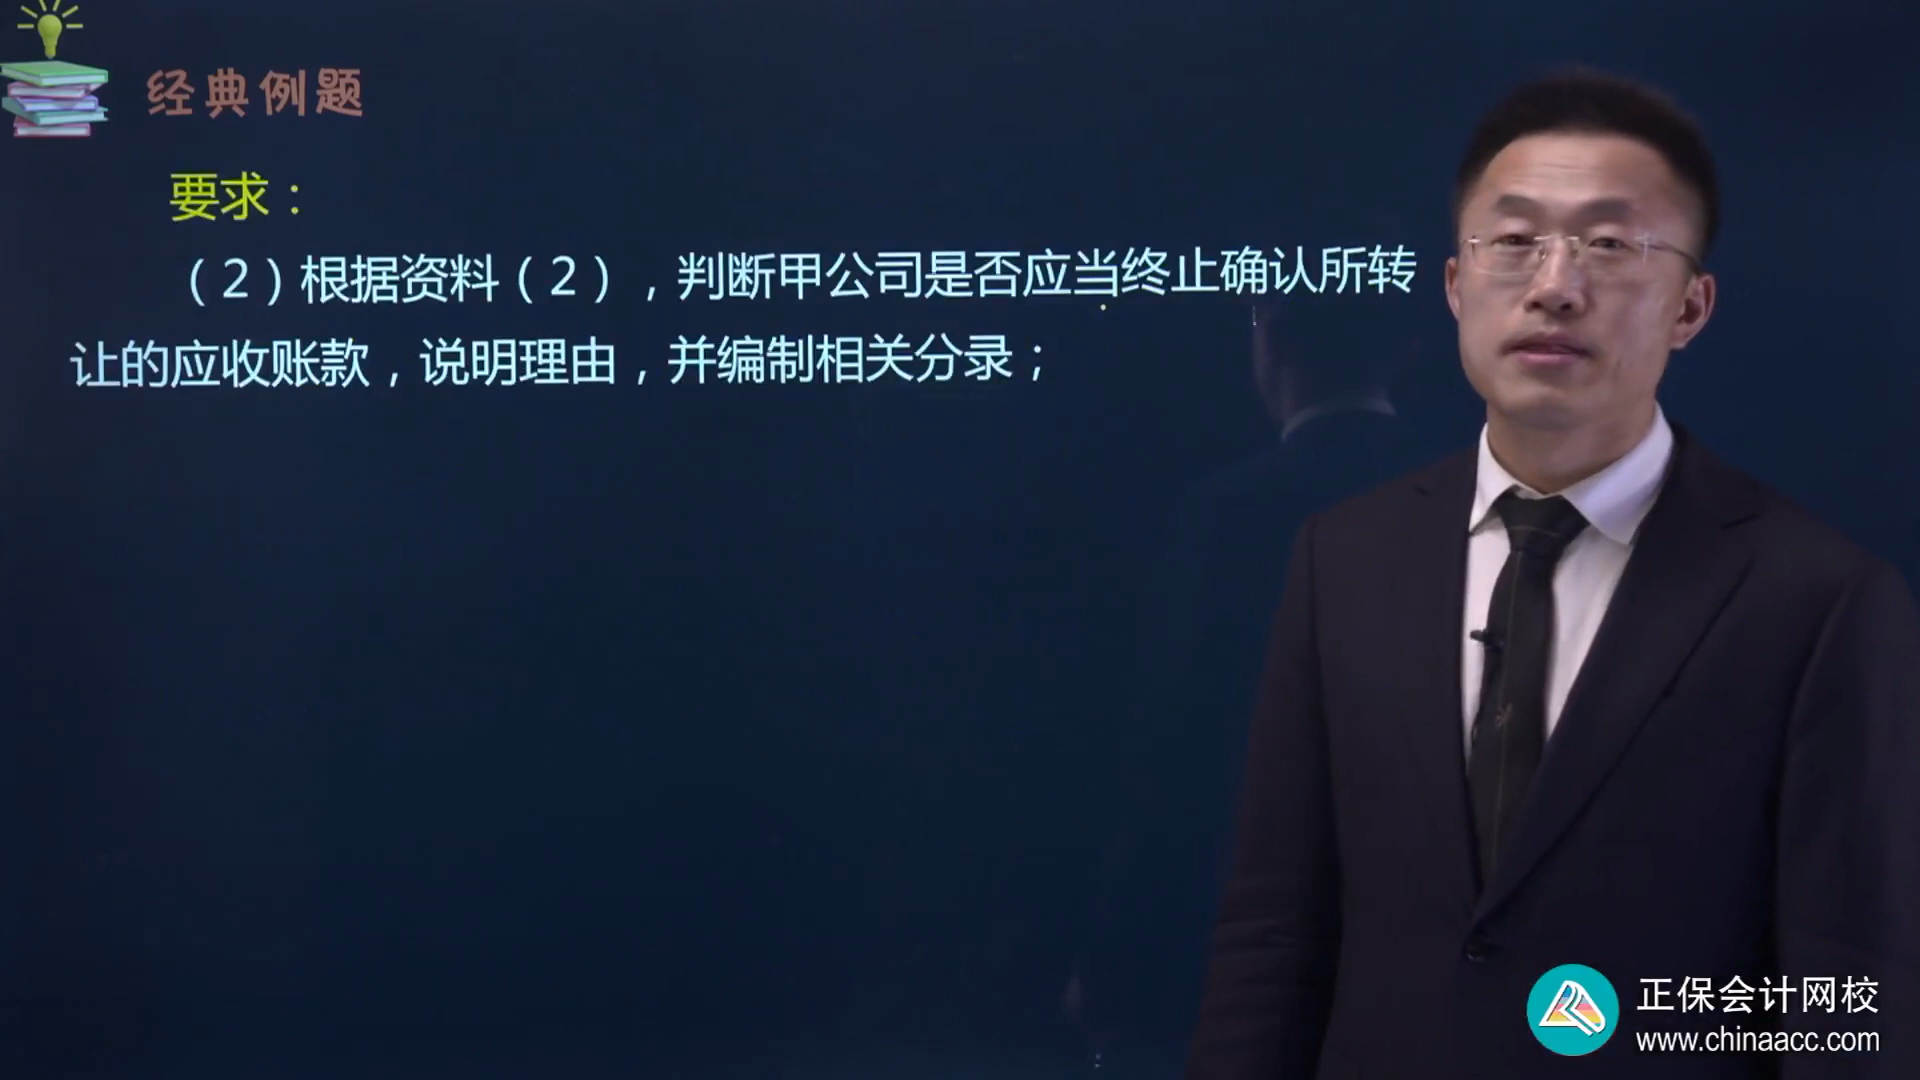 经典例题
要求：
（2）根据资料（2），判断甲公司是否应当终止确认所转
让的应收账款，说明理由，并编制相关分录；
正保会计网校
www.chinaacc.com